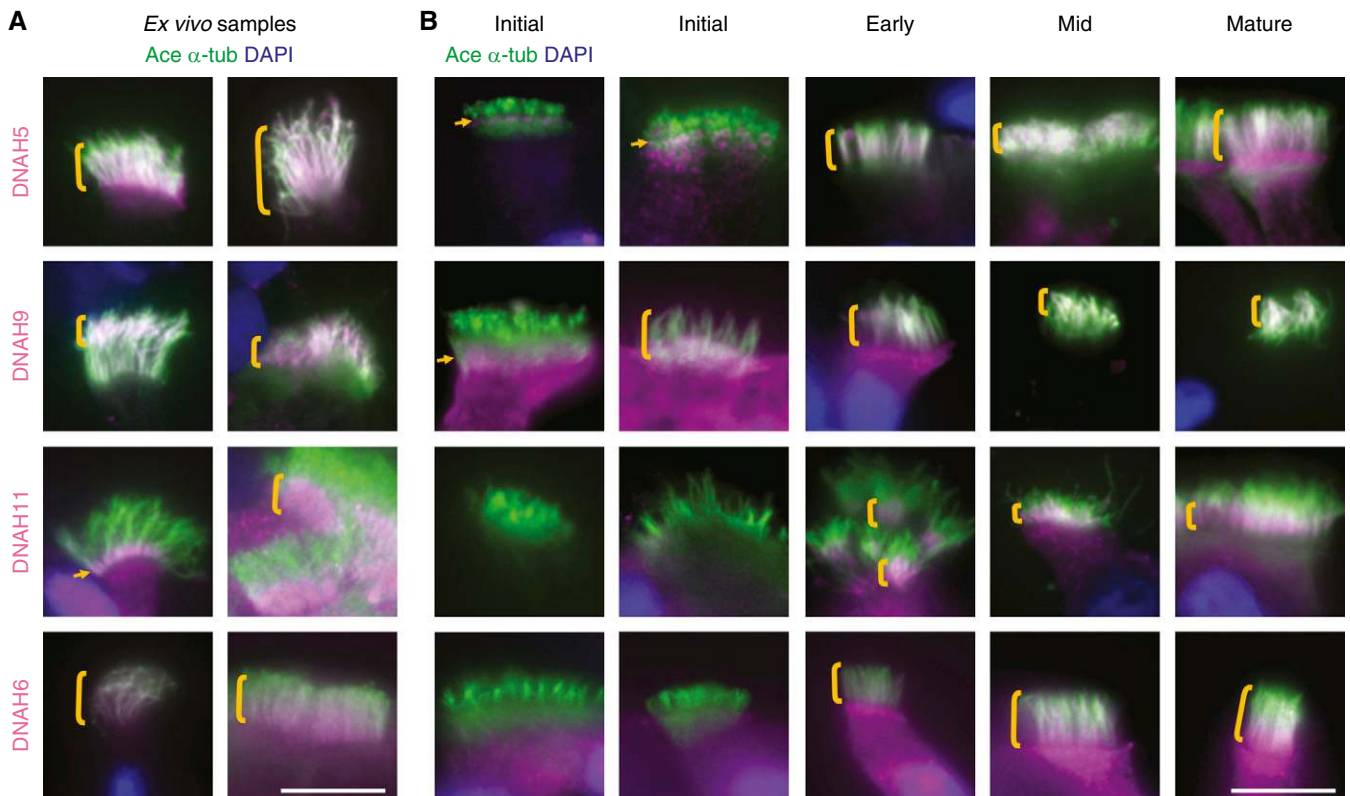 A
Ex vivo samples
Ace α-tub DAPI
B
Initial
Initial
Early
Mid
Mature
Ace α-tub DAPI
DNAH5
DNAH9
DNAH11
DNAH6